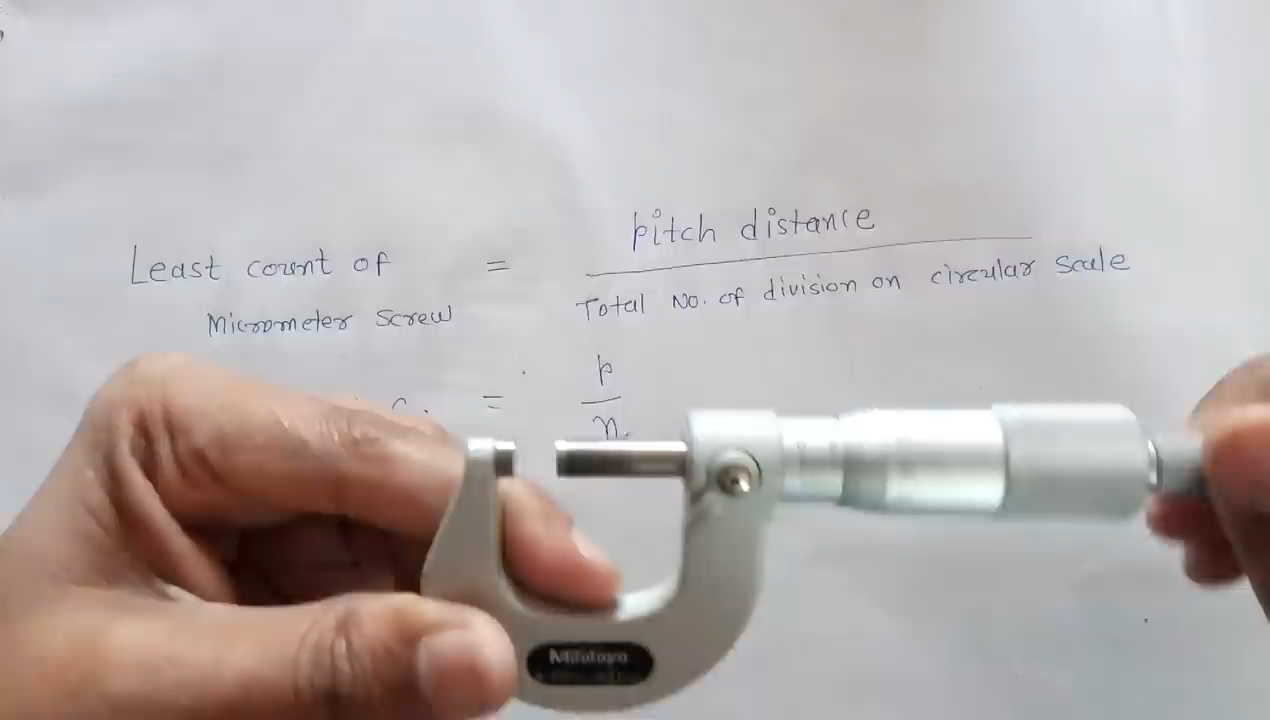 pitch distance
Least count of =
Total No. of division on circular scale
Micrometer screw
p
=
n.
Mitutoyo